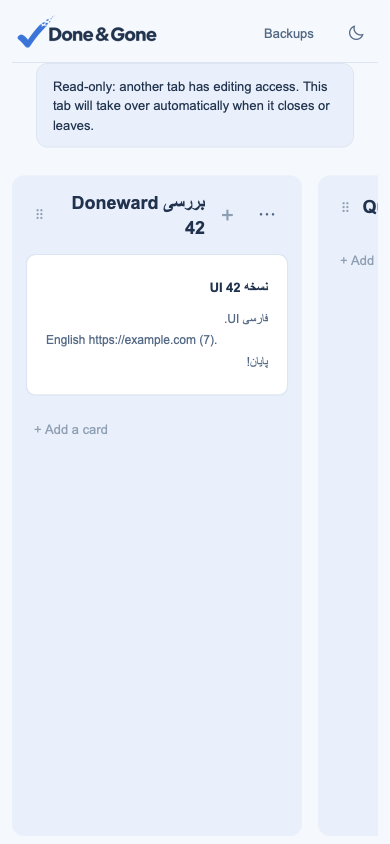 Done & Gone
Backups
Read-only: another tab has editing access. This
tab will take over automatically when it closes or
leaves.
بررسی Doneward
42
نسخه 42 UI
فارسی UI.
English https://example.com (7).
پایان!
+ Add a card
+ Add